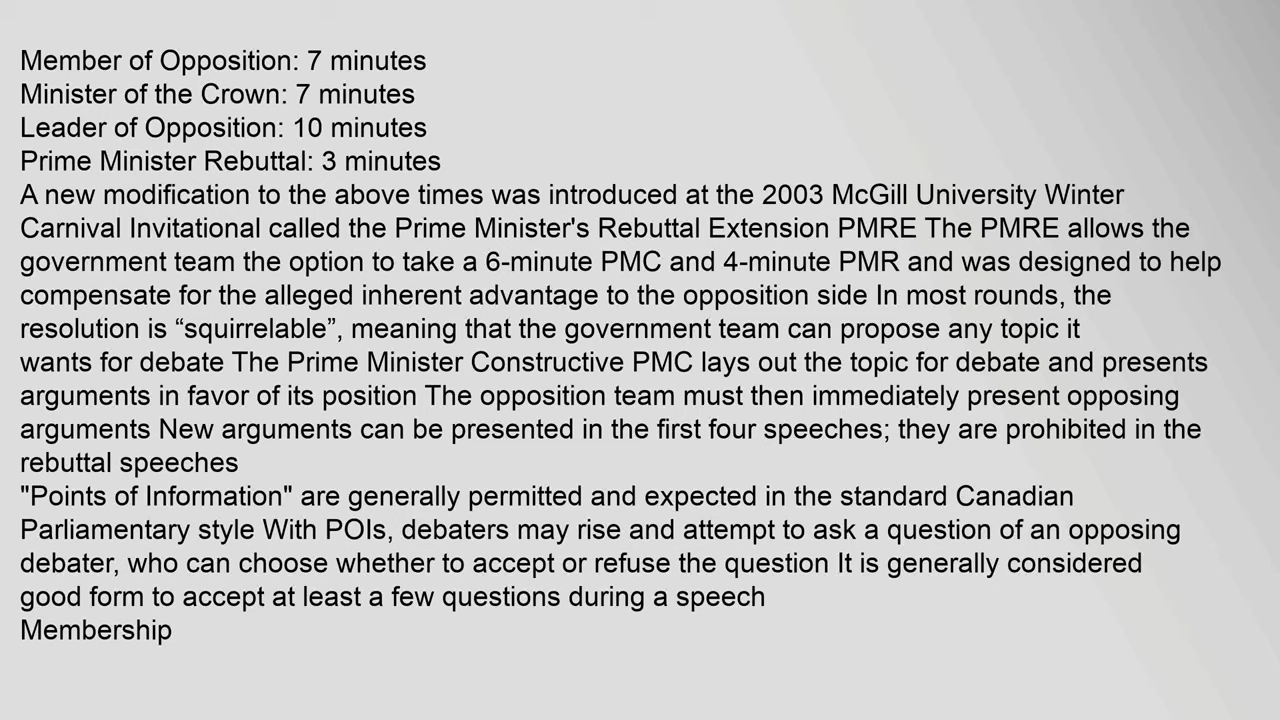 Member of Opposition: 7 minutes
Minister of the Crown: 7 minutes
Leader of Opposition: 10 minutes
Prime Minister Rebuttal: 3 minutes
A new modification to the above times was introduced at the 2003 McGill University Winter
Carnival Invitational called the Prime Minister's Rebuttal Extension PMRE The PMRE allows the
government team the option to take a 6-minute PMC and 4-minute PMR and was designed to help
compensate for the alleged inherent advantage to the opposition side In most rounds, the
resolution is “squirrelable”, meaning that the government team can propose any topic it
wants for debate The Prime Minister Constructive PMC lays out the topic for debate and presents
arguments in favor of its position The opposition team must then immediately present opposing
arguments New arguments can be presented in the first four speeches; they are prohibited in the
rebuttal speeches
"Points of Information" are generally permitted and expected in the standard Canadian
Parliamentary style With POIs, debaters may rise and attempt to ask a question of an opposing
debater, who can choose whether to accept or refuse the question It is generally considered
good form to accept at least a few questions during a speech
Membership